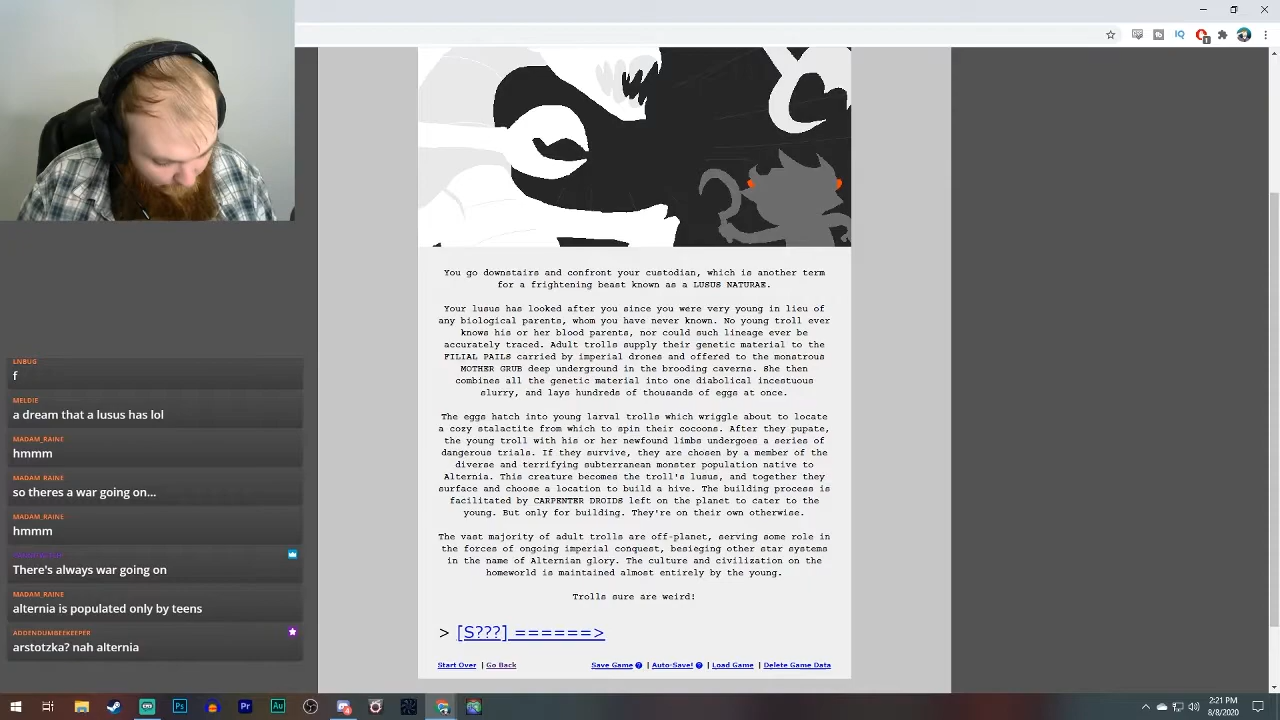 You go downstairs and confront your custodian, which is another term
for a frightening beast known as a LUSUS NATURAE.
Your lusus has looked after you since you were very young in lieu of
any biological parents, whom you have never known. No young troll ever
knows his or her blood parents, nor could such lineage ever be
accurately traced. Adult trolls supply their genetic material to the
FILIAL PAILS carried by imperial drones and offered to the monstrous
MOTHER GRUB deep underground in the brooding caverns. She then
combines all the genetic material into one diabolical incestuous
slurry, and lays hundreds of thousands of eggs at once.
The eggs hatch into young larval trolls which wriggle about to locate
a cozy stalactite from which to spin their cocoons. After they pupate,
the young troll with his or her newfound limbs undergoes a series of
dangerous trials. If they survive, they are chosen by a member of the
diverse and terrifying subterranean monster population native to
Alternia. This creature becomes the troll's lusus, and together they
surface and choose a location to build a hive. The building process is
facilitated by CARPENTER DROIDS left on the planet to cater to the
young. But only for building. They're on their own otherwise.
The vast majority of adult trolls are off-planet, serving some role in
the forces of ongoing imperial conquest, besieging other star systems
in the name of Alternian glory. The culture and civilization on the
homeworld is maintained almost entirely by the young.
Trolls sure are weird!
> [S???] ======>
Start Over | Go Back Save Game ? | Auto-Save! ? | Load Game | Delete Game Data
LNBUG
f
MELDIE
a dream that a lusus has lol
MADAM_RAINE
hmmm
MADAM_RAINE
so theres a war going on...
MADAM_RAINE
hmmm
There's always war going on
MADAM_RAINE
alternia is populated only by teens
ADDENDUMBEEKEEPER
arstotzka? nah alternia
IQ
1
Ps
Pr
Au
2:21 PM
8/8/2020